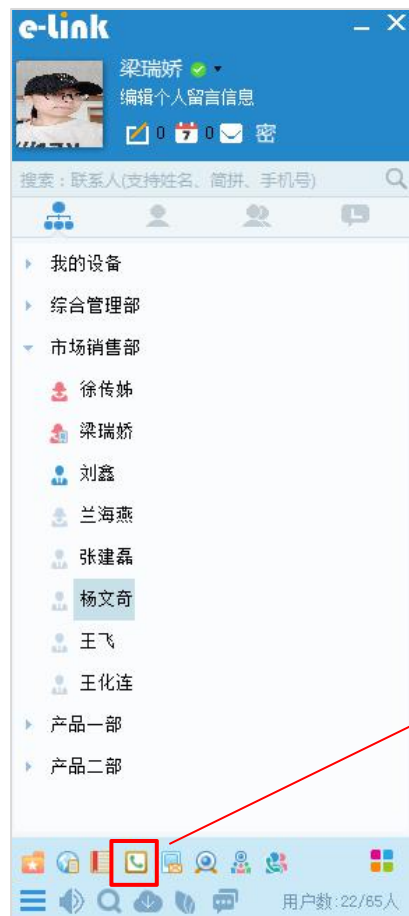 e-link
梁瑞娇
编辑个人留言信息
0 7 0 密
搜索：联系人(支持姓名、简拼、手机号)
我的设备
综合管理部
市场销售部
徐传姊
梁瑞娇
刘鑫
兰海燕
张建磊
杨文奇
王飞
王化连
产品一部
产品二部
用户数:22/65人